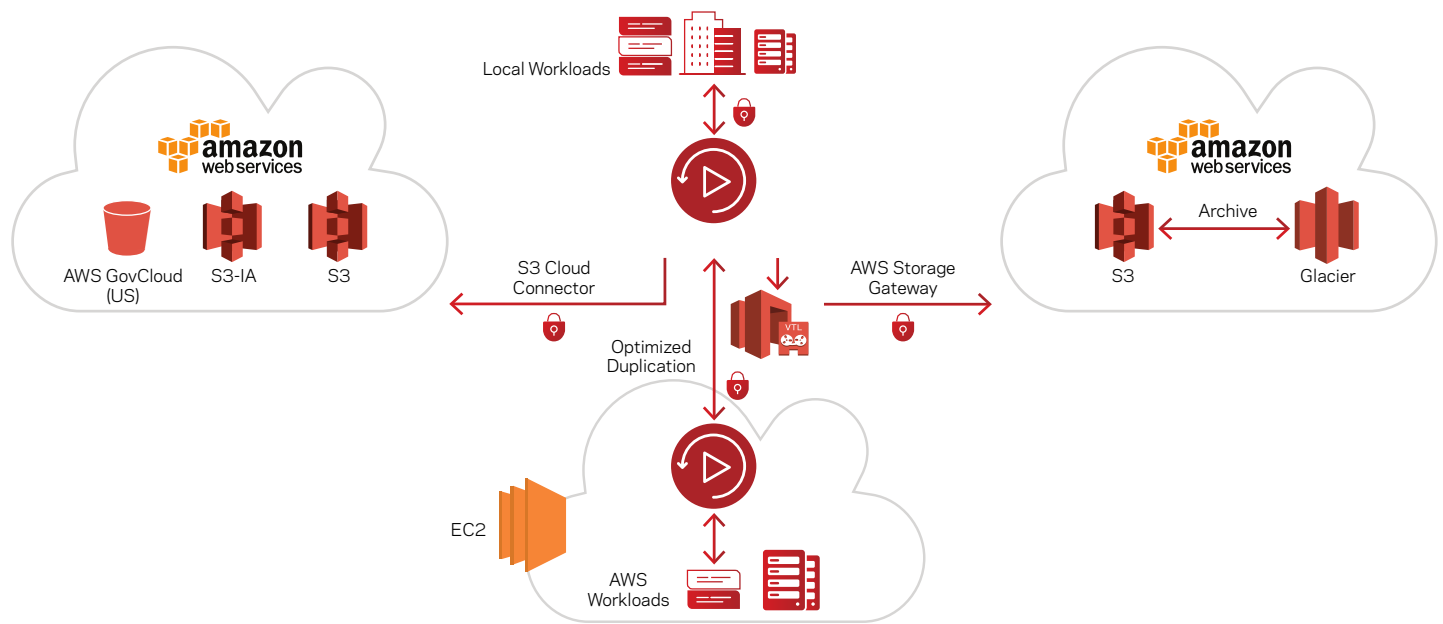 Local Workloads
amazon
web services
AWS GovCloud
(US)
S3-IA
S3
S3 Cloud
Connector
Optimized
Duplication
VTL
AWS Storage
Gateway
amazon
web services
Archive
S3
Glacier
EC2
AWS
Workloads